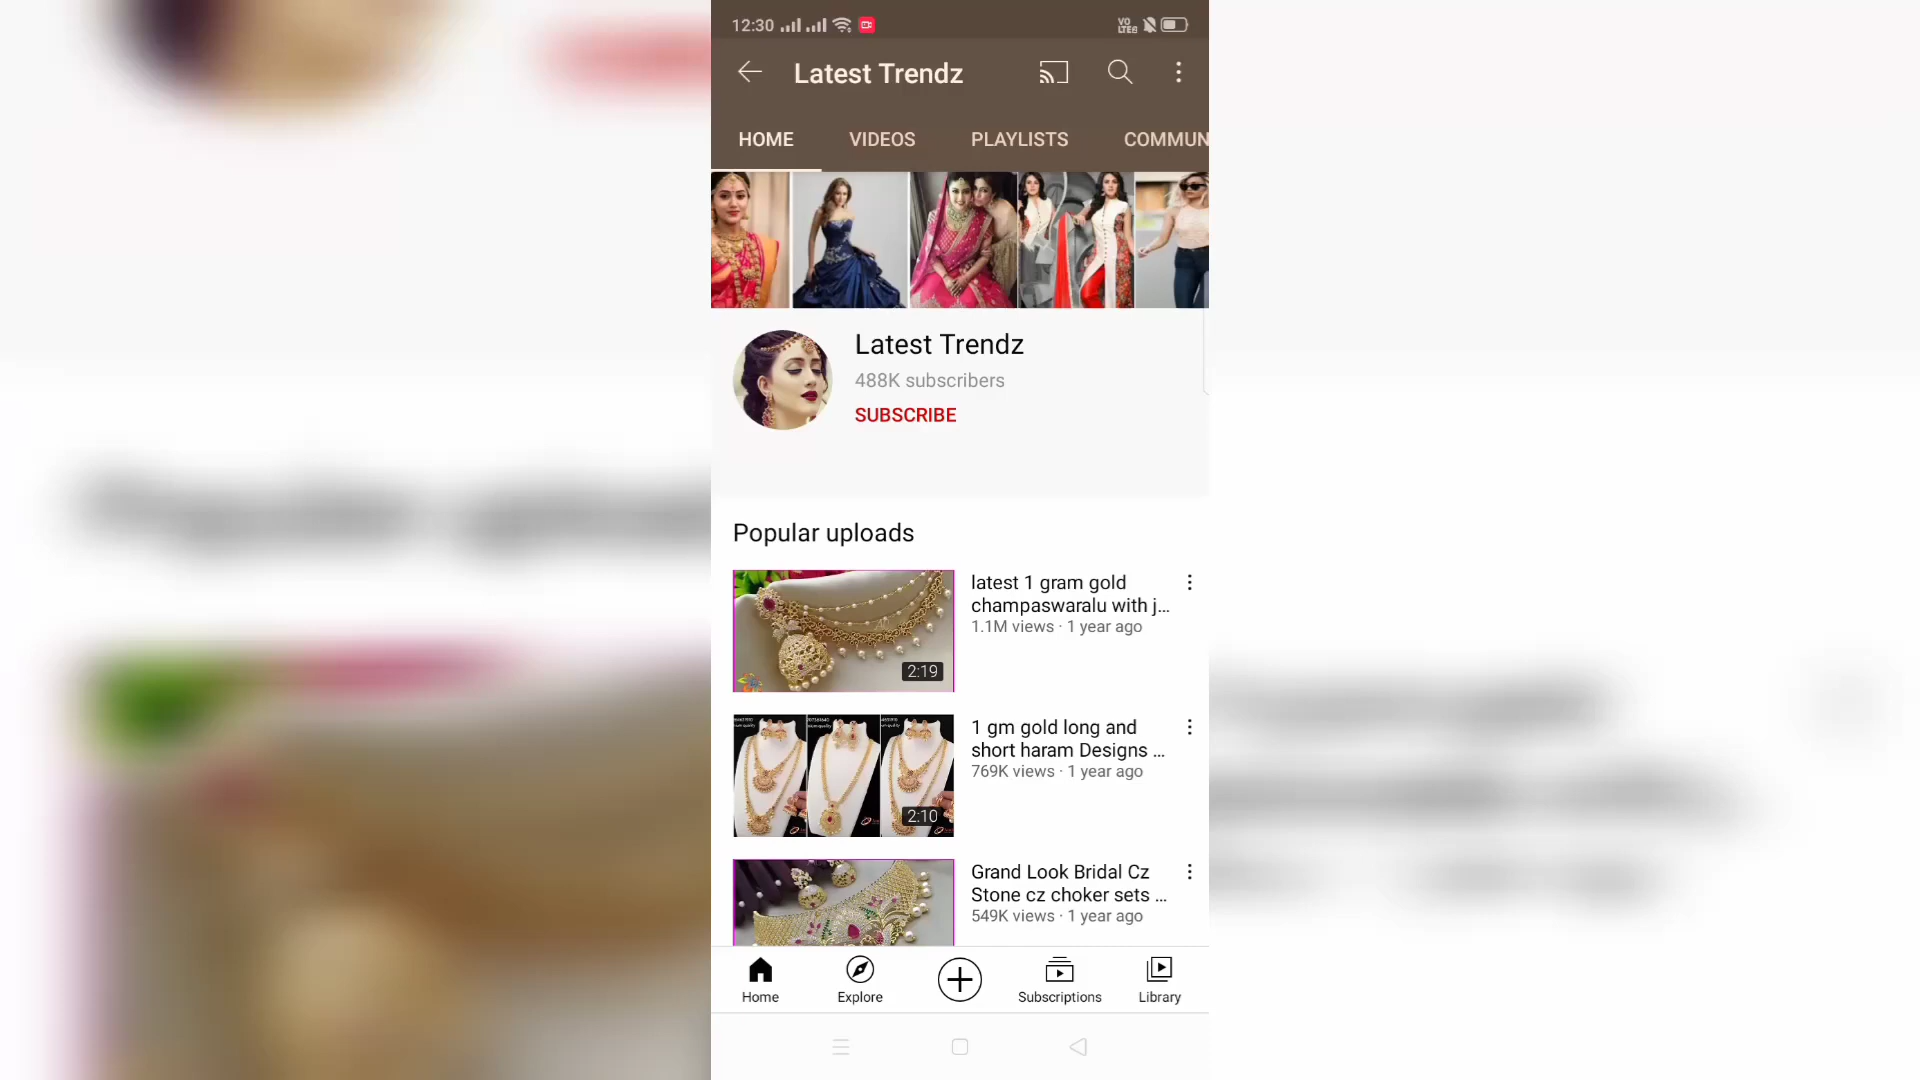 12:30
VO
LTE
Latest Trendz
HOME VIDEOS PLAYLISTS COMMUN
Latest Trendz
488K subscribers
SUBSCRIBE
Popular uploads
latest 1 gram gold
champaswaralu with j...
1.1M views · 1 year ago
2:19
1 gm gold long and
short haram Designs ...
769K views · 1 year ago
2:10
Grand Look Bridal Cz
Stone cz choker sets ...
549K views · 1 year ago
Home Explore Subscriptions Library